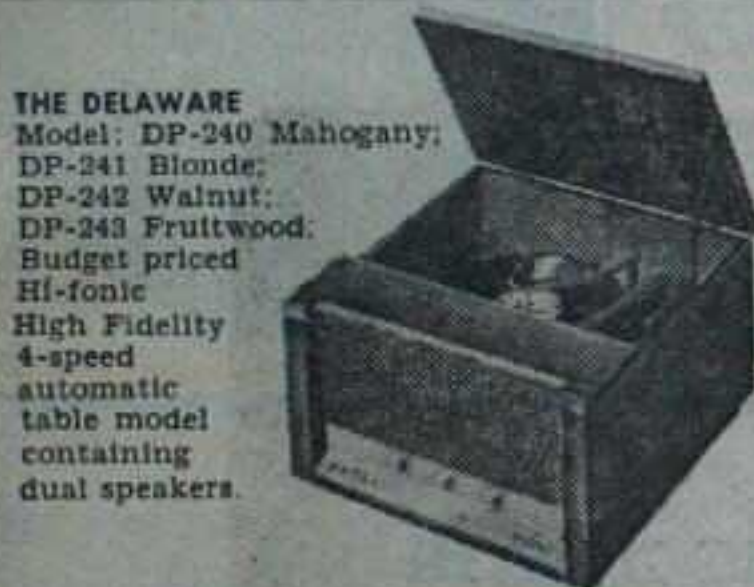 THE DELAWARE
Model: DP-240 Mahogany;
DP-241 Blonde;
DP-242 Walnut;
DP-243 Fruitwood;
Budget priced
Hi-fonic
High Fidelity
4-speed
automatic
table model
containing
dual speakers.